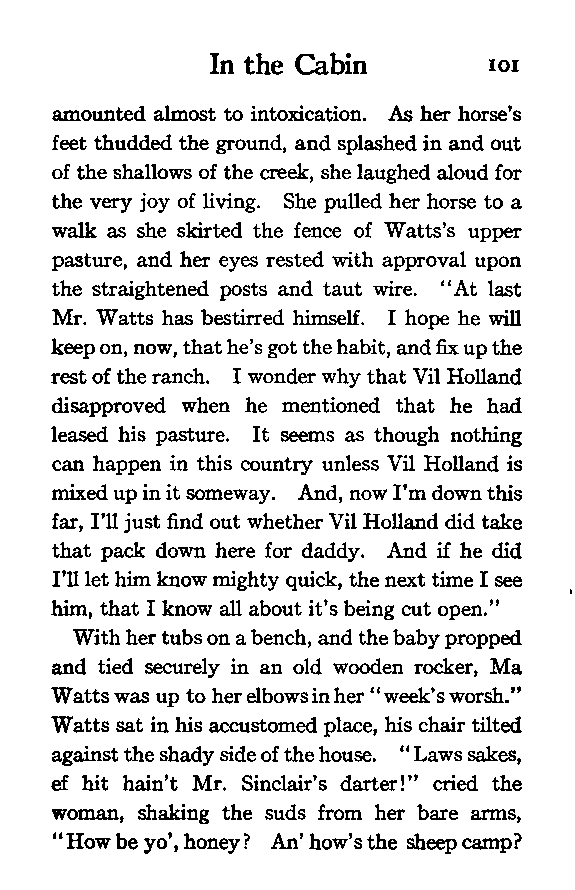 In the Cabin 101
amounted almost to intoxication. As her horse's
feet thudded the ground, and splashed in and out
of the shallows of the creek, she laughed aloud for
the very joy of living. She pulled her horse to a
walk as she skirted the fence of Watts's upper
pasture, and her eyes rested with approval upon
the straightened posts and taut wire. "At last
Mr. Watts has bestirred himself. I hope he will
keep on, now, that he's got the habit, and fix up the
rest of the ranch. I wonder why that Vil Holland
disapproved when he mentioned that he had
leased his pasture. It seems as though nothing
can happen in this country unless Vil Holland is
mixed up in it someway. And, now I'm down this
far, I'll just find out whether Vil Holland did take
that pack down here for daddy. And if he did
I'll let him know mighty quick, the next time I see
him, that I know all about it's being cut open."
With her tubs on a bench, and the baby propped
and tied securely in an old wooden rocker, Ma
Watts was up to her elbows in her "week's worsh."
Watts sat in his accustomed place, his chair tilted
against the shady side of the house. "Laws sakes,
ef hit hain't Mr. Sinclair's darter!" cried the
woman, shaking the suds from her bare arms,
"How be yo', honey? An' how's the sheep camp?